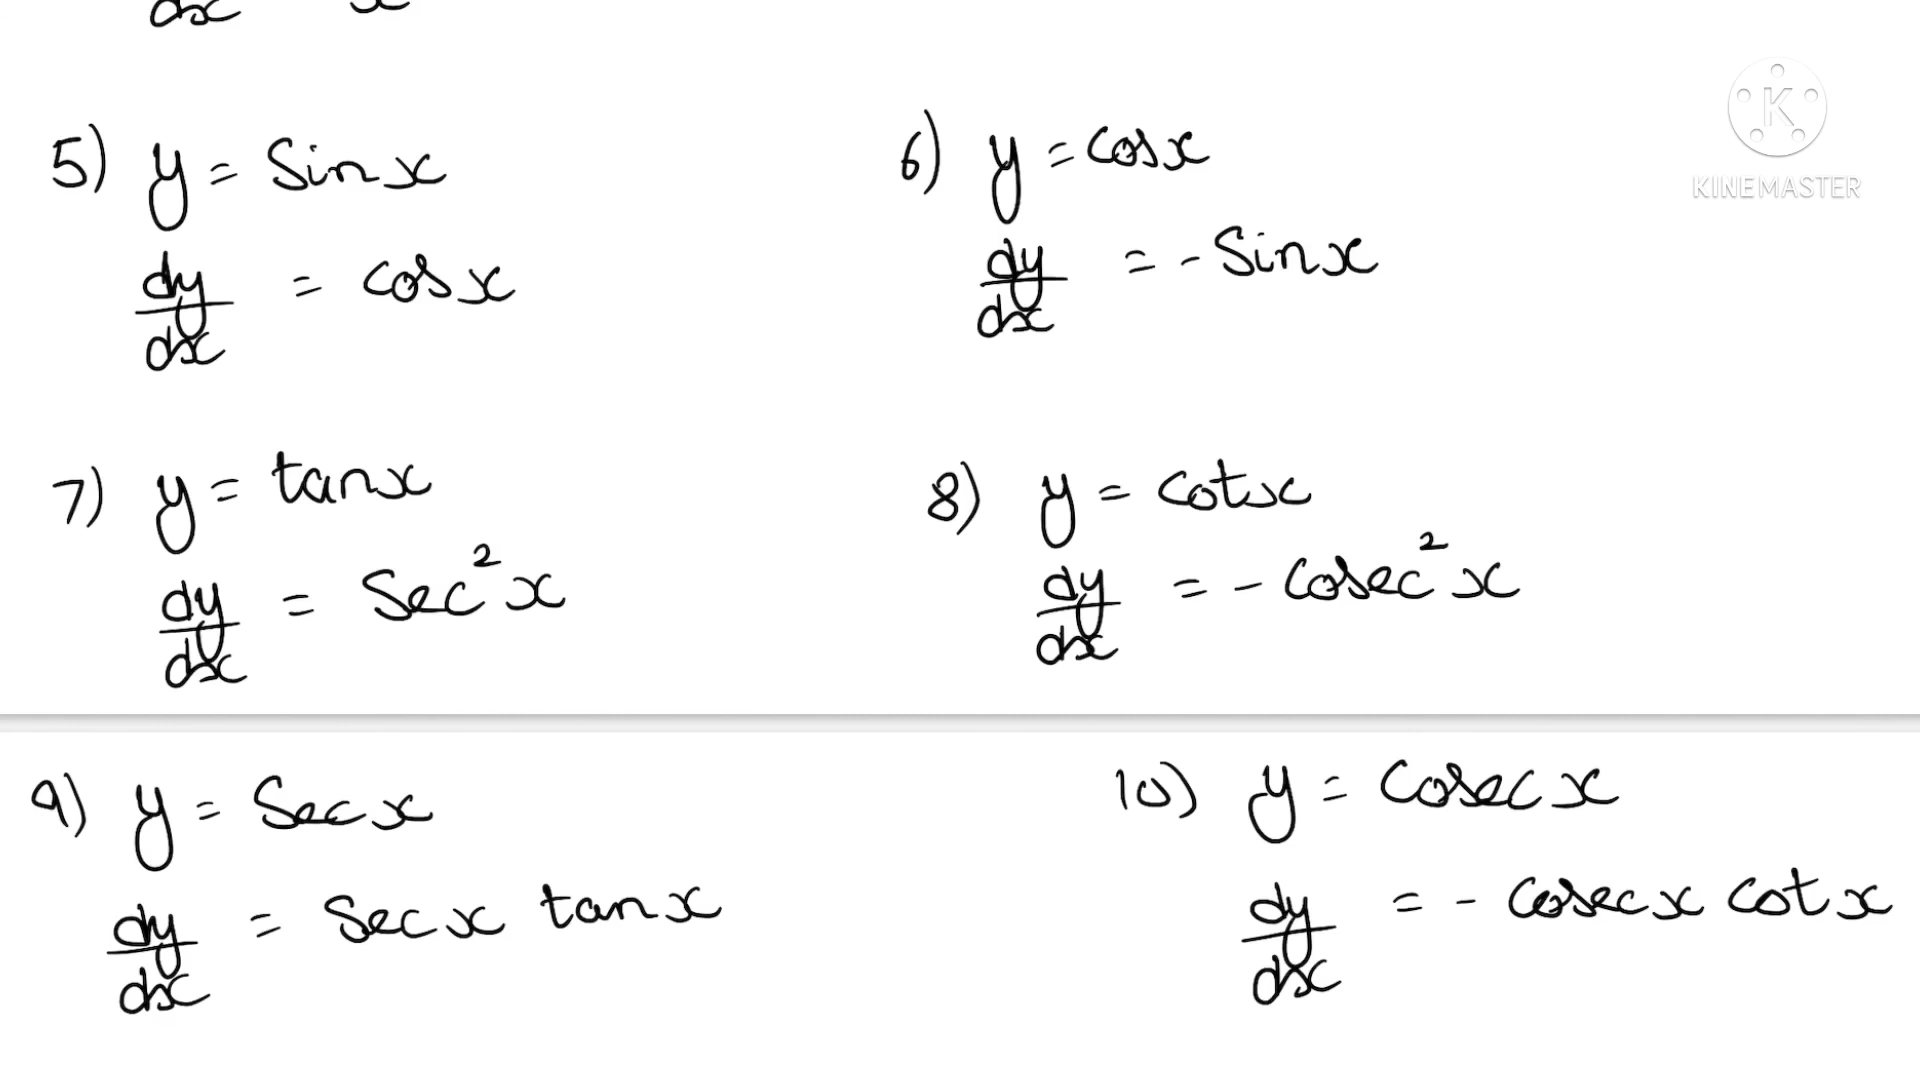 5) y = Sinx
dy/dx = cosx
6) y = cosx
dy/dx = - Sinx
KINEMASTER
7) y = tanx
dy/dx = Sec²x
8) y = cotx
dy/dx = - Cosec²x
9) y = Secx
dy/dx = Secx tanx
10) y = Cosecx
dy/dx = - Cosecx Cotx